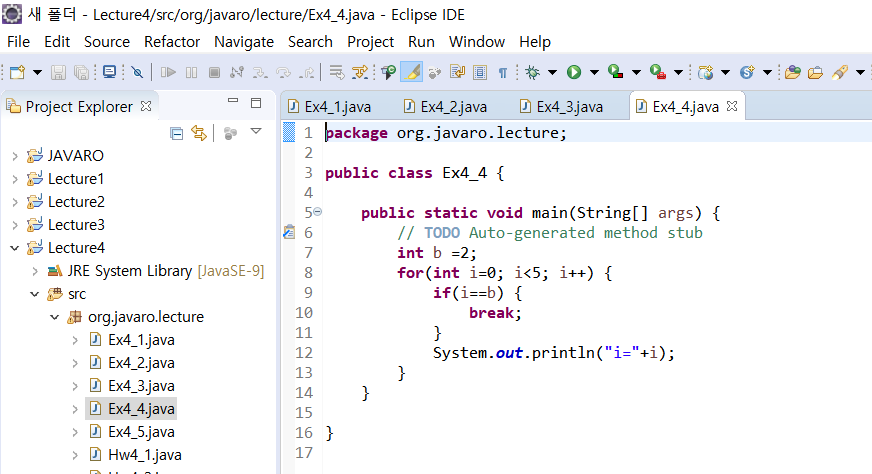 새 폴더 - Lecture4/src/org/javaro/lecture/Ex4_4.java - Eclipse IDE
File Edit Source Refactor Navigate Search Project Run Window Help
Project Explorer
JAVARO
Lecture1
Lecture2
Lecture3
Lecture4
JRE System Library [JavaSE-9]
src
org.javaro.lecture
Ex4_1.java
Ex4_2.java
Ex4_3.java
Ex4_4.java
Ex4_5.java
Hw4_1.java
Ex4_1.java Ex4_2.java Ex4_3.java Ex4_4.java
1 package org.javaro.lecture;
2
3 public class Ex4_4 {
4
5 public static void main(String[] args) {
6 // TODO Auto-generated method stub
7 int b =2;
8 for(int i=0; i<5; i++) {
9 if(i==b) {
10 break;
11 }
12 System.out.println("i="+i);
13 }
14 }
15
16 }
17